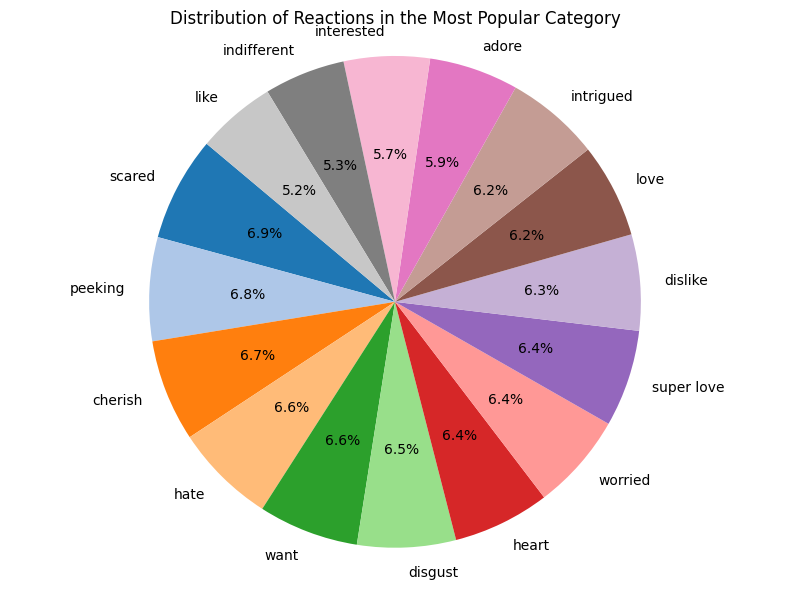 Distribution of Reactions in the Most Popular Category
interested
adore
indifferent
intrigued
like
love
scared
dislike
peeking
super love
cherish
worried
hate
heart
want
disgust
5.7%
5.9%
5.3%
6.2%
5.2%
6.2%
6.9%
6.3%
6.8%
6.4%
6.7%
6.4%
6.6%
6.4%
6.6%
6.5%